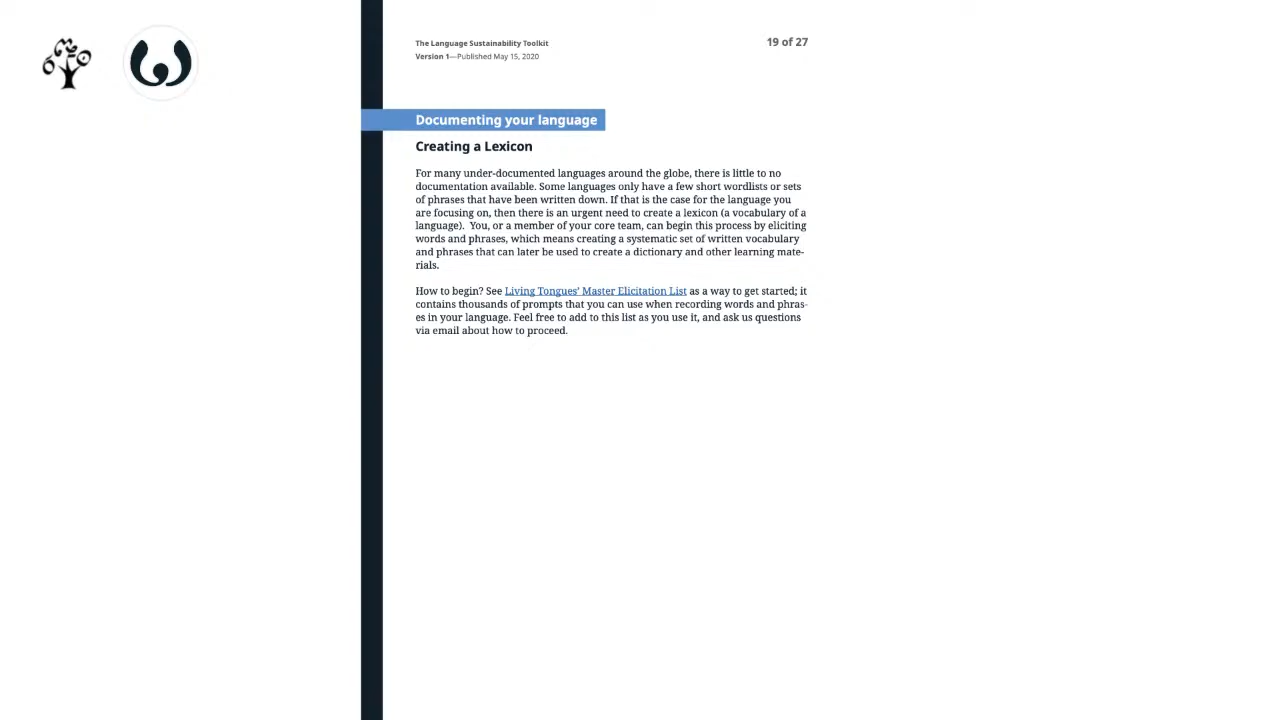 The Language Sustainability Toolkit
19 of 27
Version 1—Published May 15, 2020
Documenting your language
Creating a Lexicon
For many under-documented languages around the globe, there is little to no
documentation available. Some languages only have a few short wordlists or sets
of phrases that have been written down. If that is the case for the language you
are focusing on, then there is an urgent need to create a lexicon (a vocabulary of a
language).  You, or a member of your core team, can begin this process by eliciting
words and phrases, which means creating a systematic set of written vocabulary
and phrases that can later be used to create a dictionary and other learning mate-
rials.
How to begin? See Living Tongues’ Master Elicitation List as a way to get started; it
contains thousands of prompts that you can use when recording words and phras-
es in your language. Feel free to add to this list as you use it, and ask us questions
via email about how to proceed.